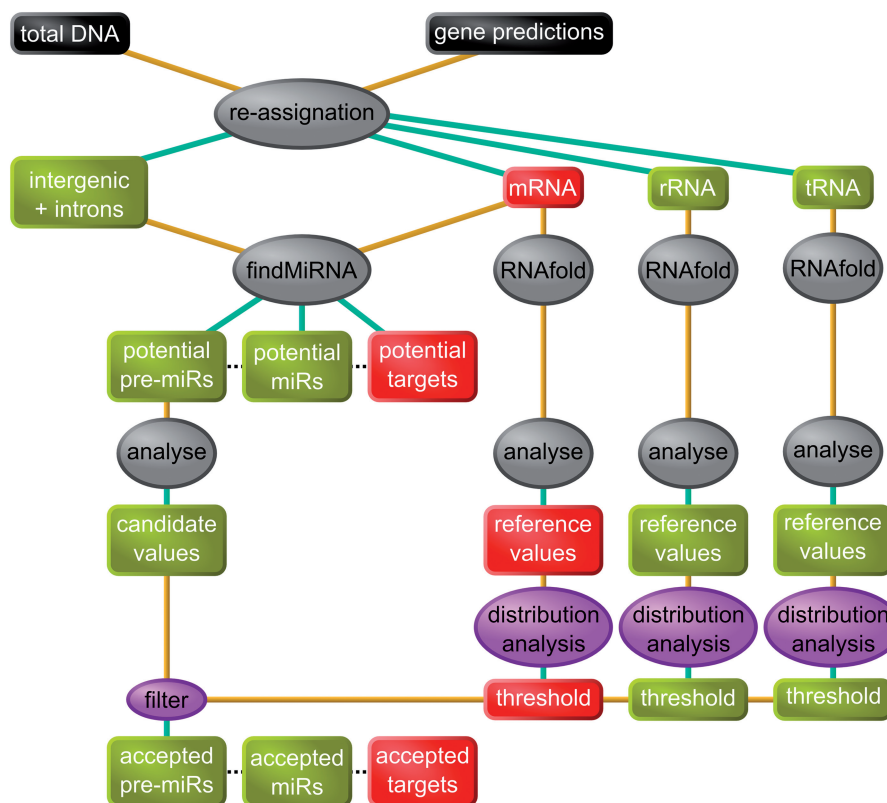 total DNA
gene predictions
re-assignation
intergenic
+ introns
mRNA
rRNA
tRNA
findMiRNA
RNAfold
RNAfold
RNAfold
potential
pre-miRs
potential
miRs
potential
targets
analyse
analyse
analyse
analyse
candidate
values
reference
values
reference
values
reference
values
distribution
analysis
distribution
analysis
distribution
analysis
filter
threshold
threshold
threshold
accepted
pre-miRs
accepted
miRs
accepted
targets